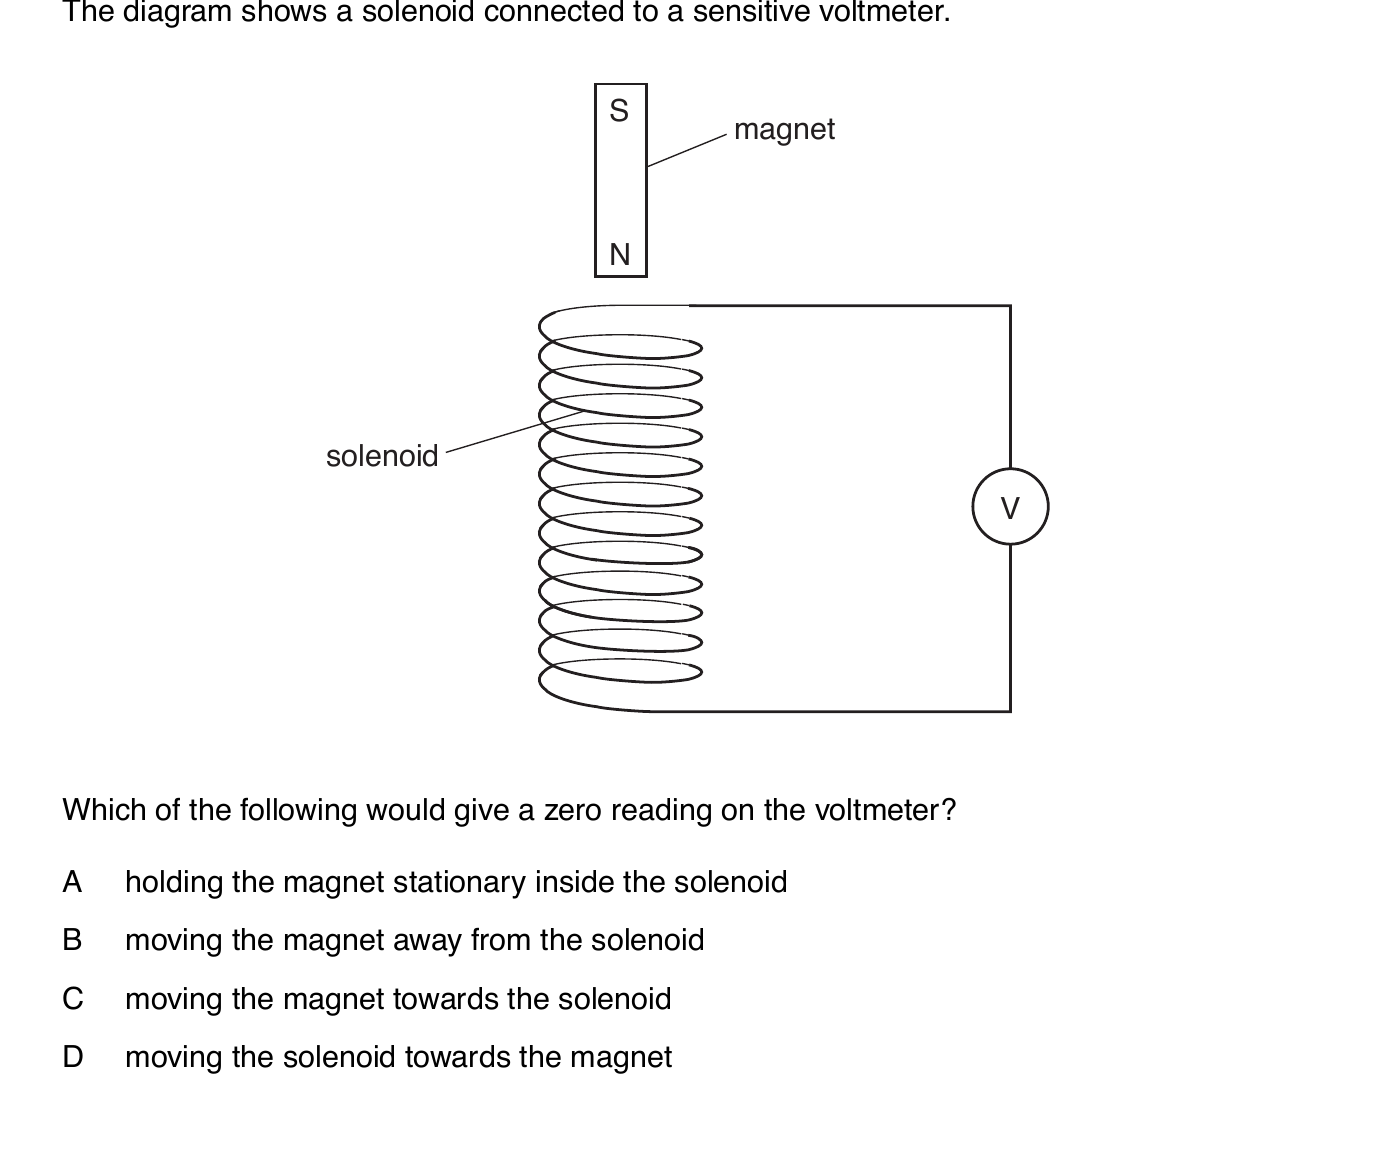 The diagram shows a solenoid connected to a sensitive voltmeter.
S
magnet
N
solenoid
V
Which of the following would give a zero reading on the voltmeter?
A holding the magnet stationary inside the solenoid
B moving the magnet away from the solenoid
C moving the magnet towards the solenoid
D moving the solenoid towards the magnet